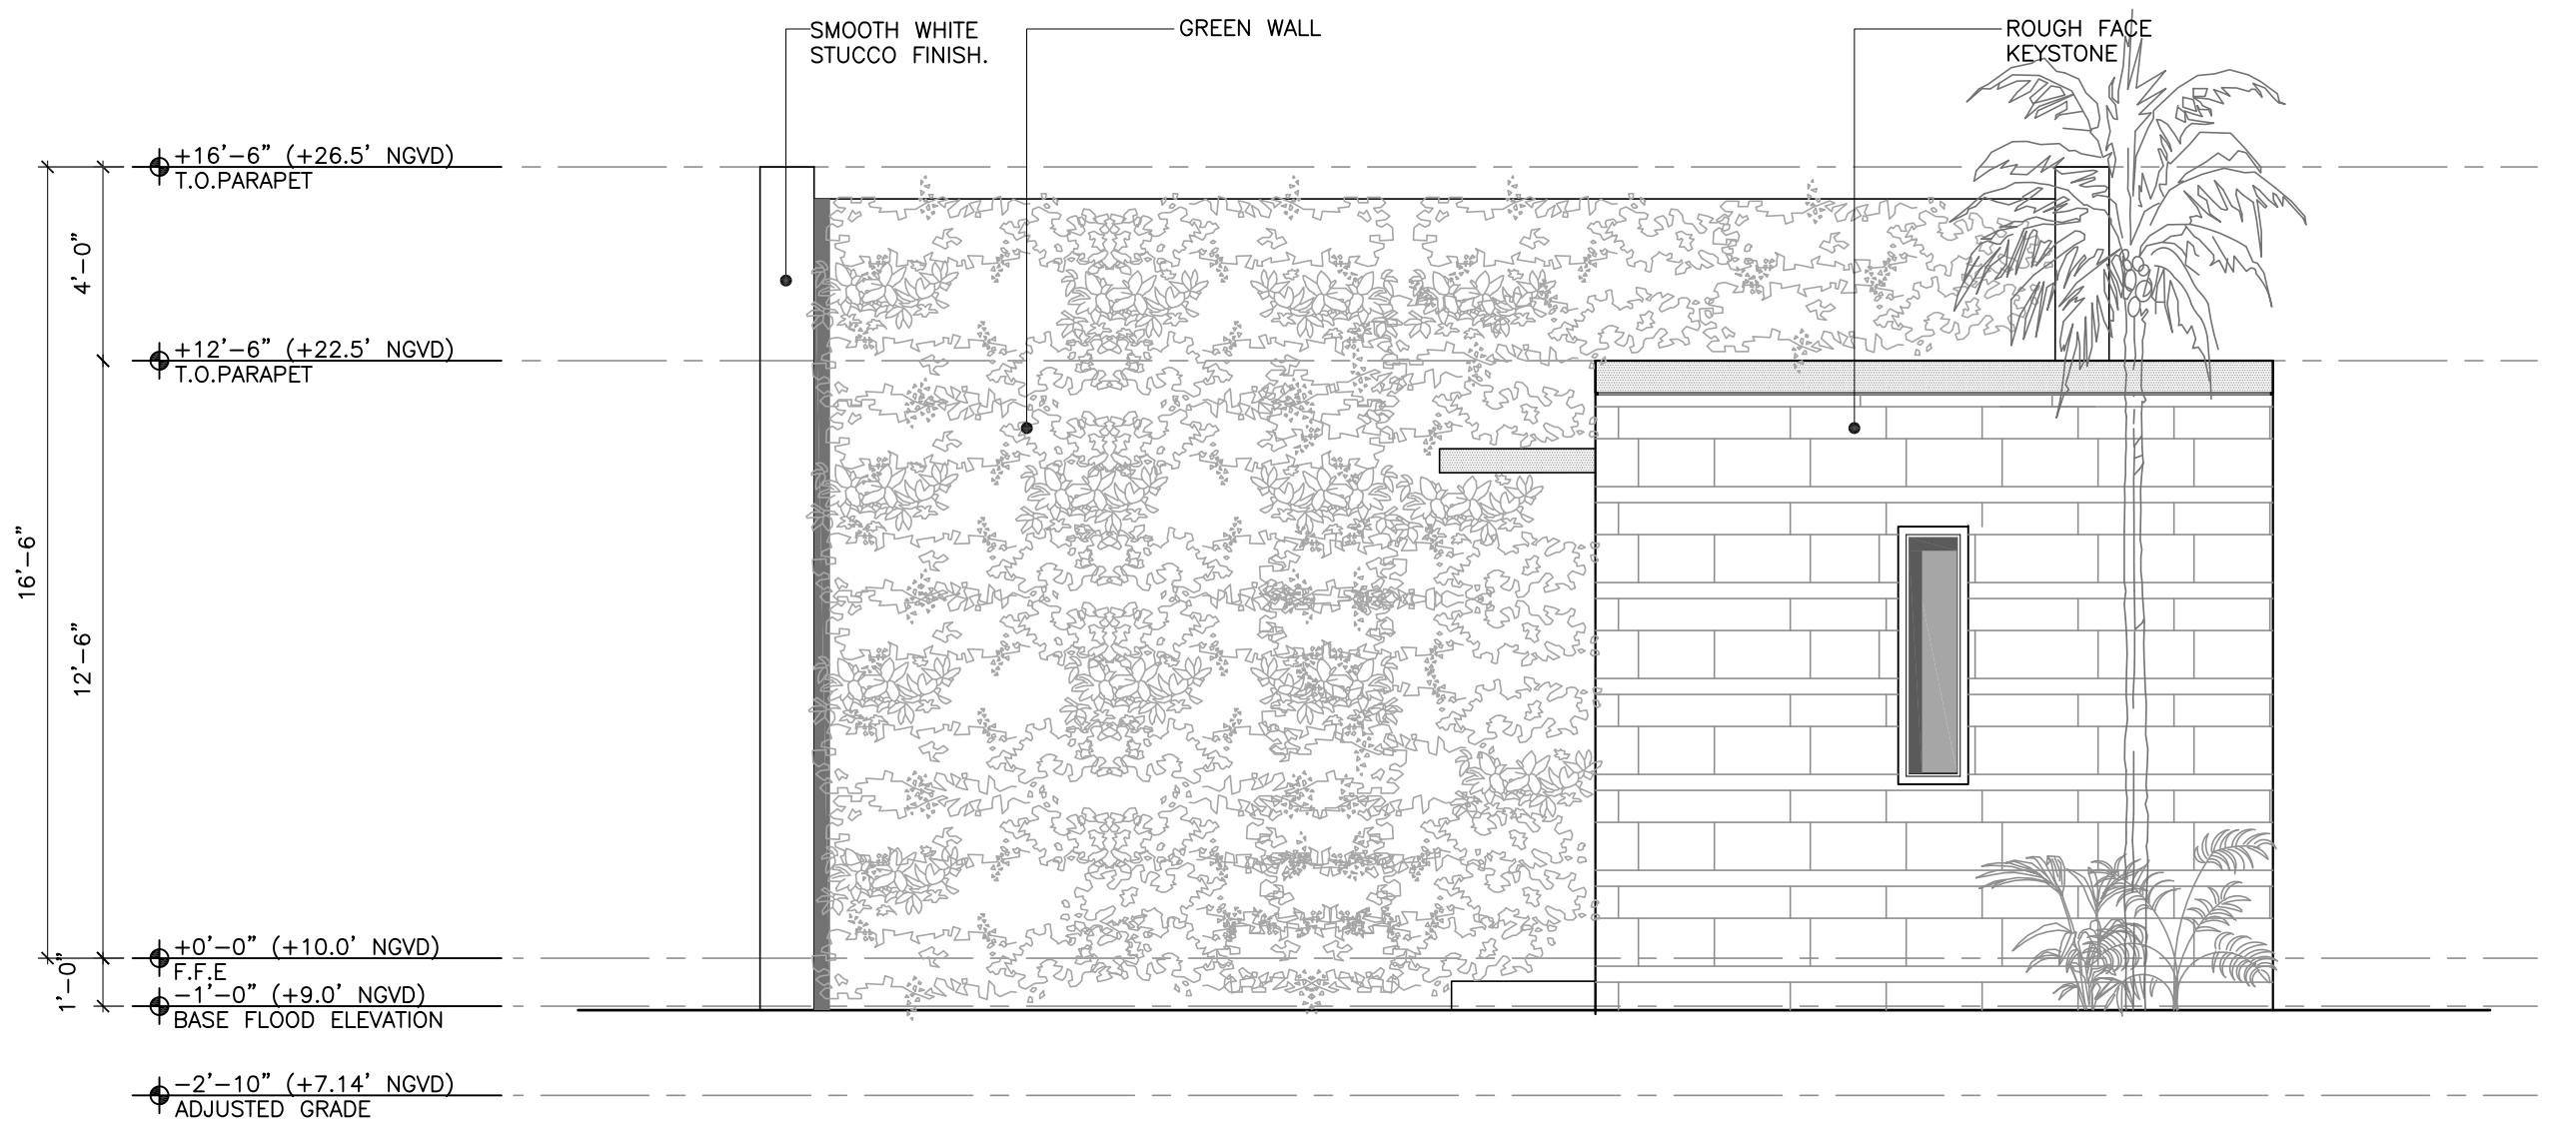 SMOOTH WHITE
STUCCO FINISH.
GREEN WALL
ROUGH FACE
KEYSTONE
+16'-6" (+26.5' NGVD)
T.O.PARAPET
4'-0"
+12'-6" (+22.5' NGVD)
T.O.PARAPET
16'-6"
12'-6"
+0'-0" (+10.0' NGVD)
F.F.E
1'-0"
-1'-0" (+9.0' NGVD)
BASE FLOOD ELEVATION
-2'-10" (+7.14' NGVD)
ADJUSTED GRADE